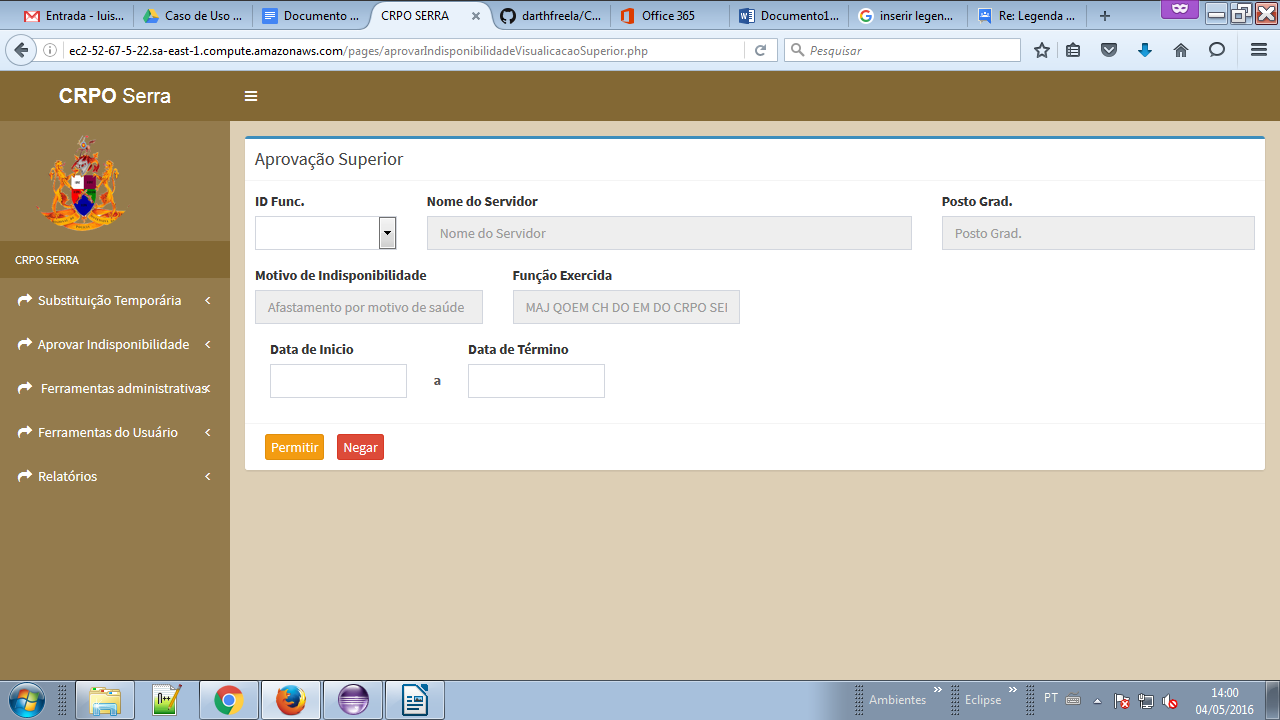 Entrada - luis...
Caso de Uso ...
Documento ...
CRPO SERRA
darthfreela/C...
Office 365
Documento1...
inserir legen...
Re: Legenda ...
ec2-52-67-5-22.sa-east-1.compute.amazonaws.com/pages/aprovarIndisponibilidadeVisualicacaoSuperior.php
Pesquisar
CRPO Serra
Aprovação Superior
ID Func.
Nome do Servidor
Posto Grad.
Nome do Servidor
Posto Grad.
CRPO SERRA
Motivo de Indisponibilidade
Função Exercida
Afastamento por motivo de saúde
MAJ QOEM CH DO EM DO CRPO SEI
Substituição Temporária
Aprovar Indisponibilidade
Ferramentas administrativas
Ferramentas do Usuário
Relatórios
Data de Inicio
Data de Término
a
Permitir
Negar
Ambientes
Eclipse
PT
14:00
04/05/2016